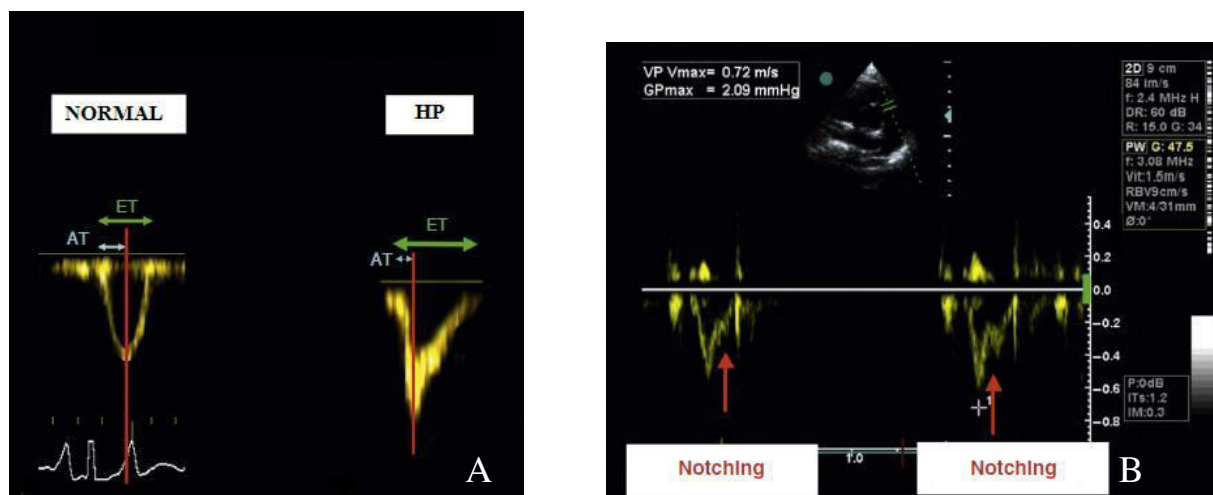 NORMAL
HP
ET
AT
ET
AT
A
VP Vmax= 0.72 m/s
GPmax = 2.09 mmHg
2D 9 cm
84 im/s
f: 2.4 MHz H
DR: 60 dB
R: 15.0 G: 34
PW G: 47.5
f: 3.08 MHz
Vit:1.5m/s
RBV9cm/s
VM:4/31mm
Ø:0°
0.4
0.2
0.0
-0.2
-0.4
-0.6
-0.8
1
P:0dB
ITs:1.2
IM:0.3
1.0
Notching
Notching
B